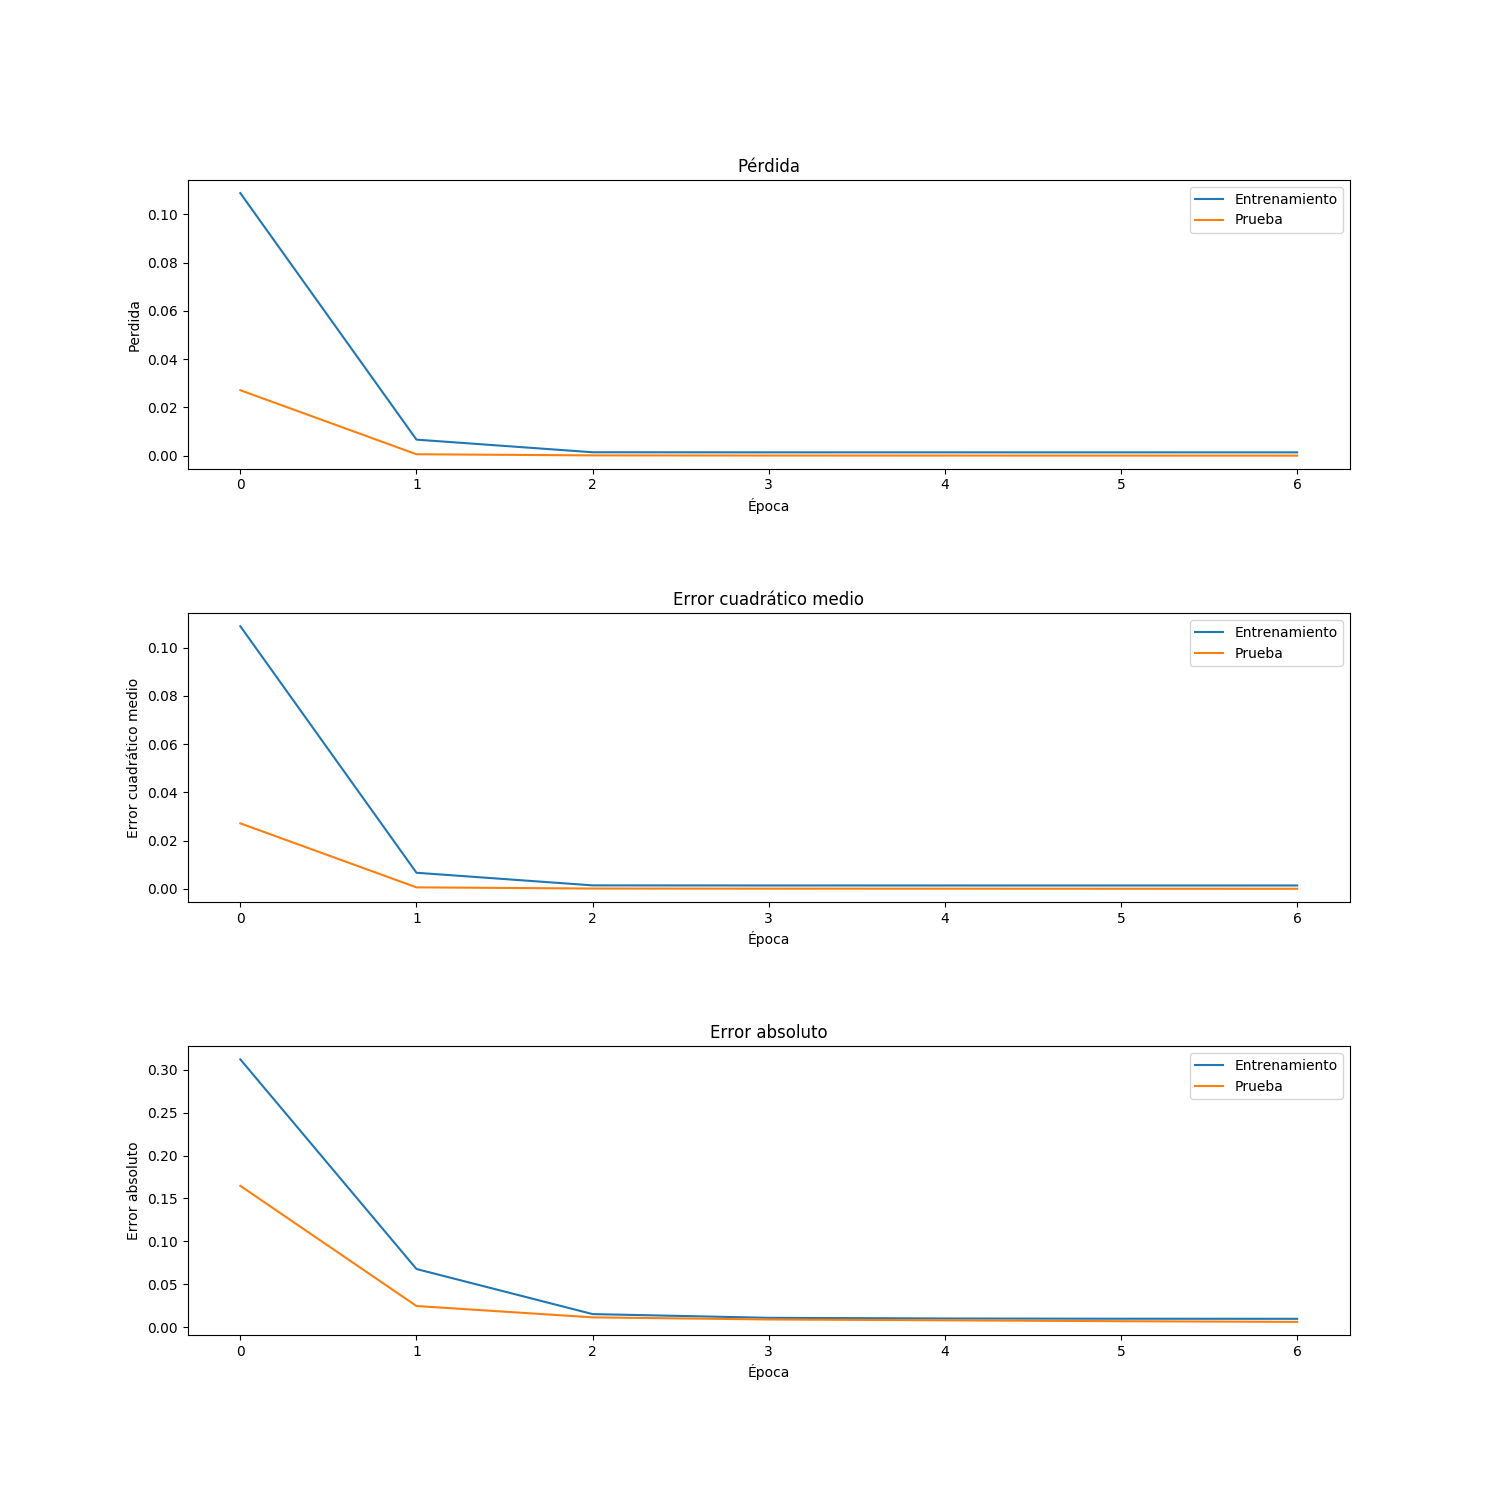 Pérdida
Perdida
0.10
0.08
0.06
0.04
0.02
0.00
Entrenamiento
Prueba
0 1 2 3 4 5 6
Época
Error cuadrático medio
Error cuadrático medio
0.10
0.08
0.06
0.04
0.02
0.00
Entrenamiento
Prueba
0 1 2 3 4 5 6
Época
Error absoluto
Error absoluto
0.30
0.25
0.20
0.15
0.10
0.05
0.00
Entrenamiento
Prueba
0 1 2 3 4 5 6
Época